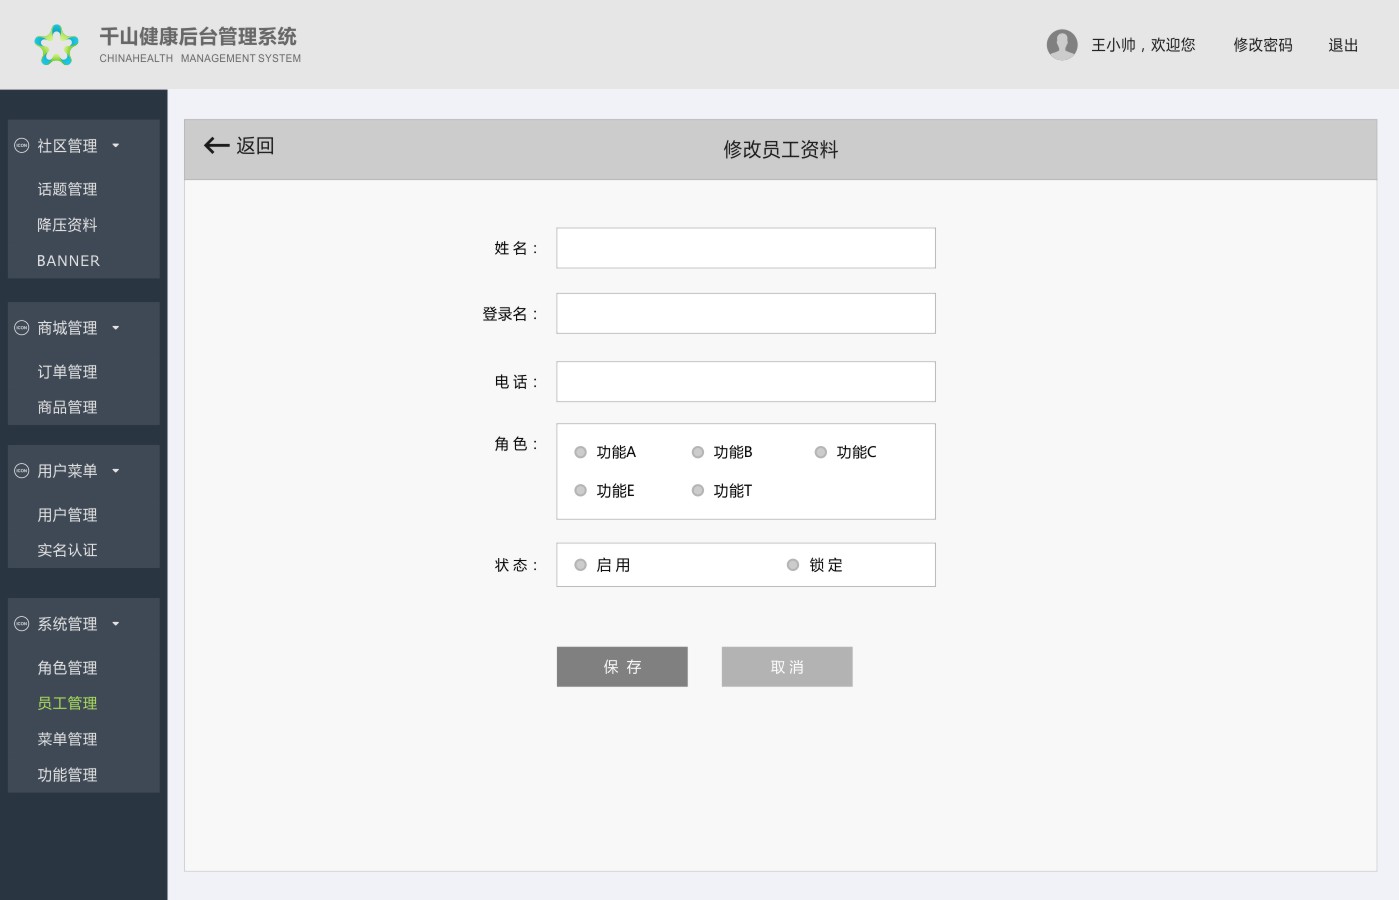 千山健康后台管理系统
CHINAHEALTH MANAGEMENT SYSTEM
王小帅，欢迎您 修改密码 退出
社区管理
话题管理
降压资料
BANNER
商城管理
订单管理
商品管理
用户菜单
用户管理
实名认证
系统管理
角色管理
员工管理
菜单管理
功能管理
返回
修改员工资料
姓 名：
登录名：
电 话：
角 色：
功能A 功能B 功能C
功能E 功能T
状 态：
启 用 锁 定
保 存 取 消